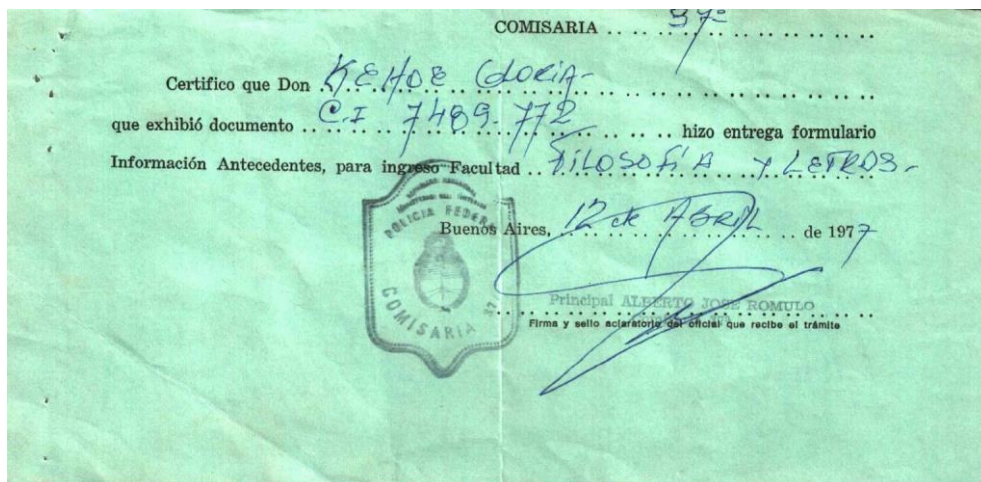 COMISARIA 37ª
Certifico que Don KEHOE GLORIA-
que exhibió documento C.I 7489.772 hizo entrega formulario
Información Antecedentes, para ingreso Facultad FILOSOFÍA Y LETROS-
Buenos Aires, 12 de ABRIL de 1977
POLICIA FEDERAL
COMISARIA 37
Principal ALBERTO JOSE ROMULO
Firma y sello aclaratorio del oficial que recibe el trámite